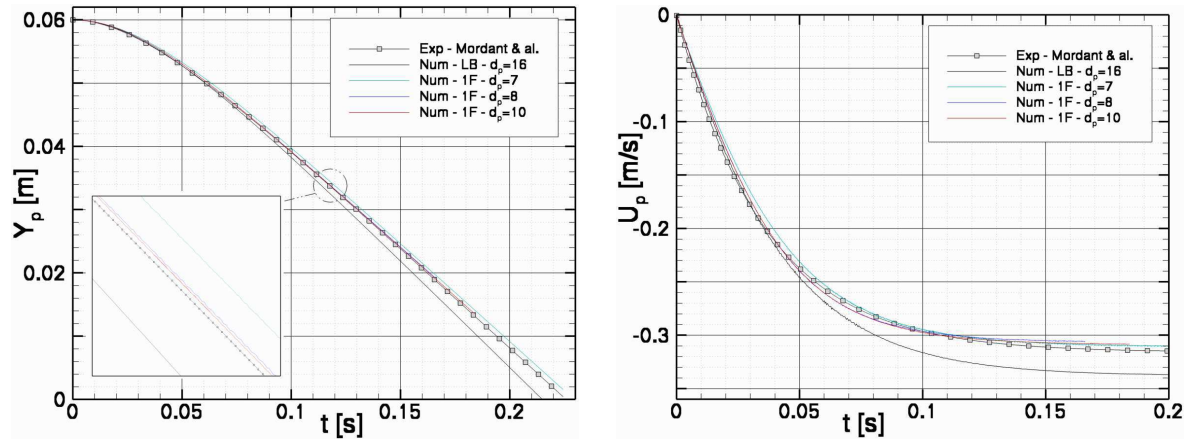 0.06
0.04
0.02
0
Y_p [m]
Exp - Mordant & al.
Num - LB - d_p=16
Num - 1F - d_p=7
Num - 1F - d_p=8
Num - 1F - d_p=10
0
0.05
0.1
0.15
0.2
t [s]
0
-0.1
-0.2
-0.3
U_p [m/s]
Exp - Mordant & al.
Num - LB - d_p=16
Num - 1F - d_p=7
Num - 1F - d_p=8
Num - 1F - d_p=10
0
0.05
0.1
0.15
0.2
t [s]